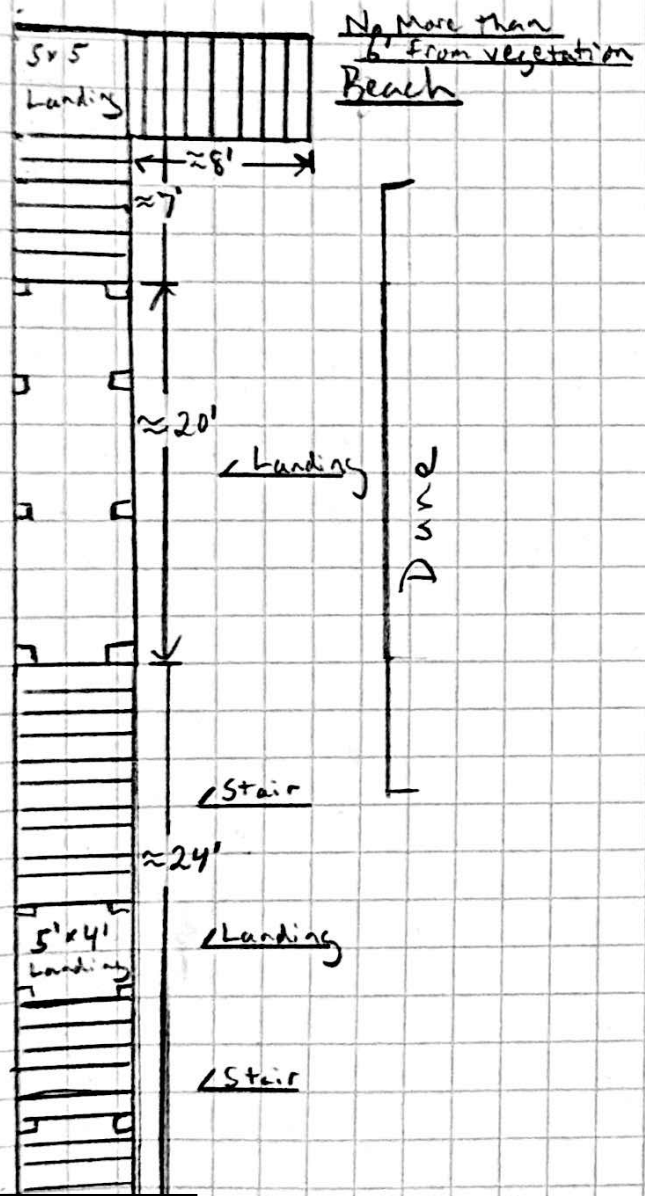 No More than
6' from vegetation
Beach
5x5
Landing
≈8'
≈7'
≈20'
Landing
Dune
Stair
≈24'
5'x4'
Landing
Landing
Stair